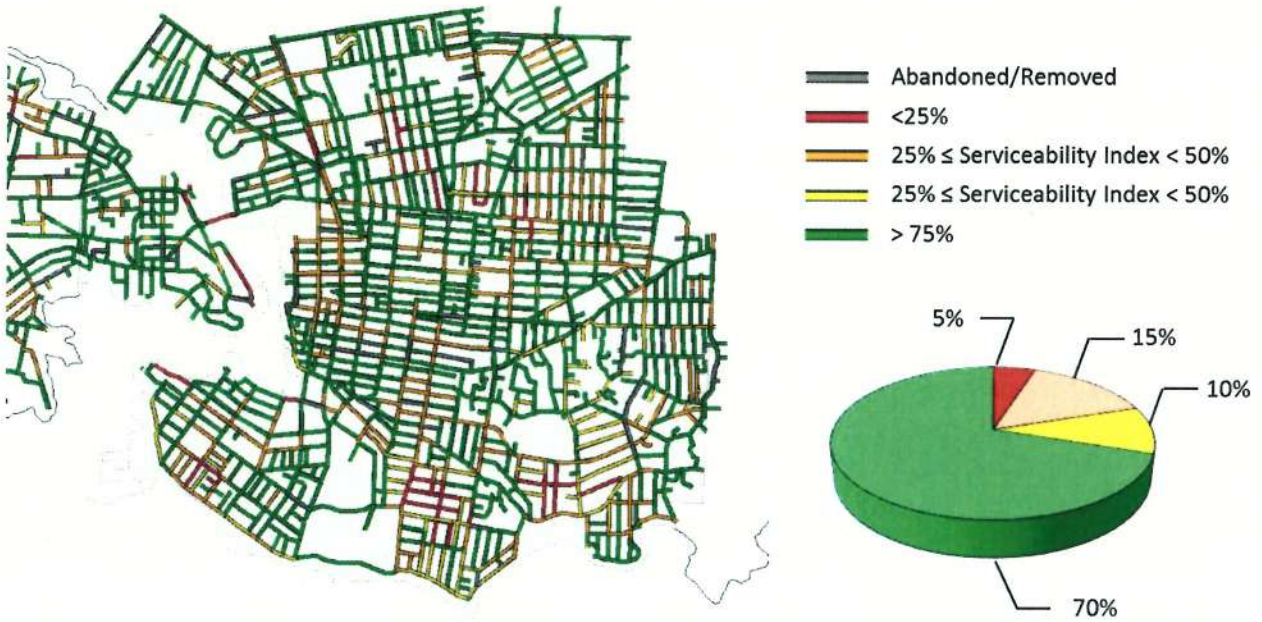 Abandoned/Removed
<25%
25% ≤ Serviceability Index < 50%
25% ≤ Serviceability Index < 50%
> 75%
5%
15%
10%
70%